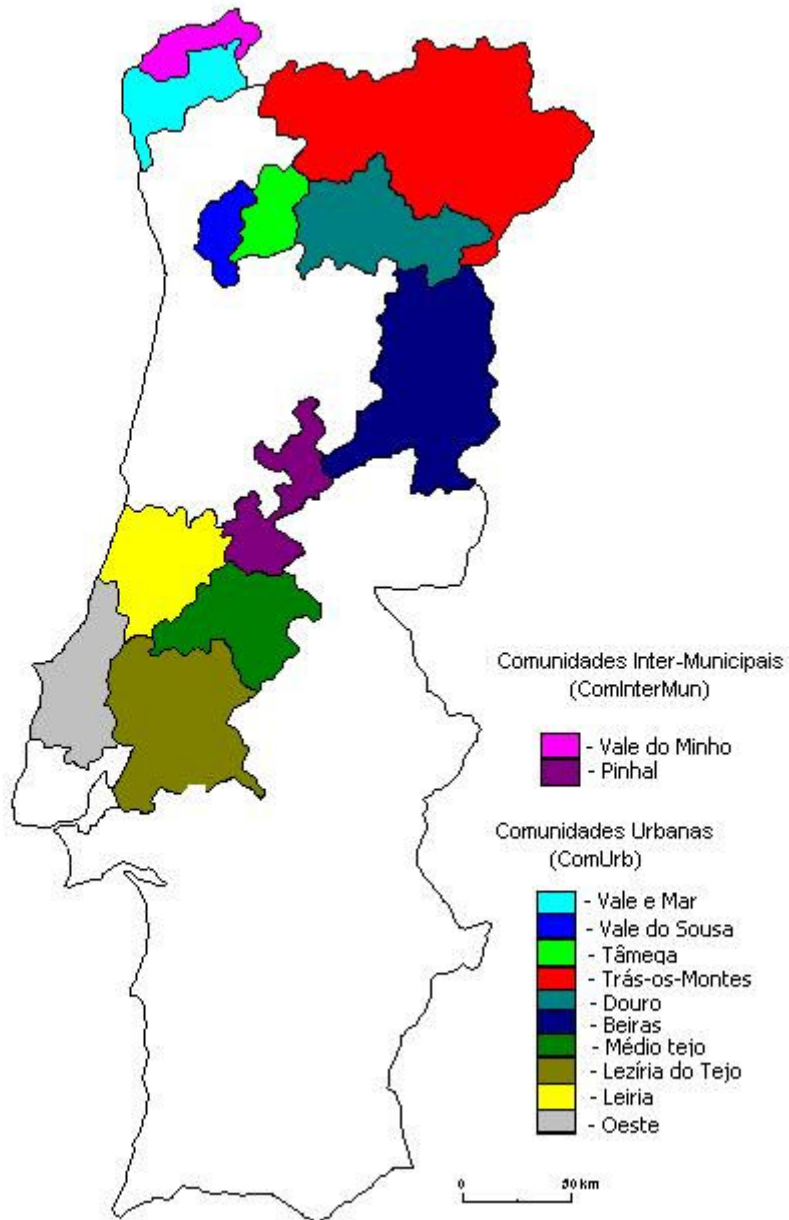 Comunidades Inter-Municipais
(ComInterMun)
- Vale do Minho
- Pinhal
Comunidades Urbanas
(ComUrb)
- Vale e Mar
- Vale do Sousa
- Tâmega
- Trás-os-Montes
- Douro
- Beiras
- Médio tejo
- Lezíria do Tejo
- Leiria
- Oeste
0 50 km